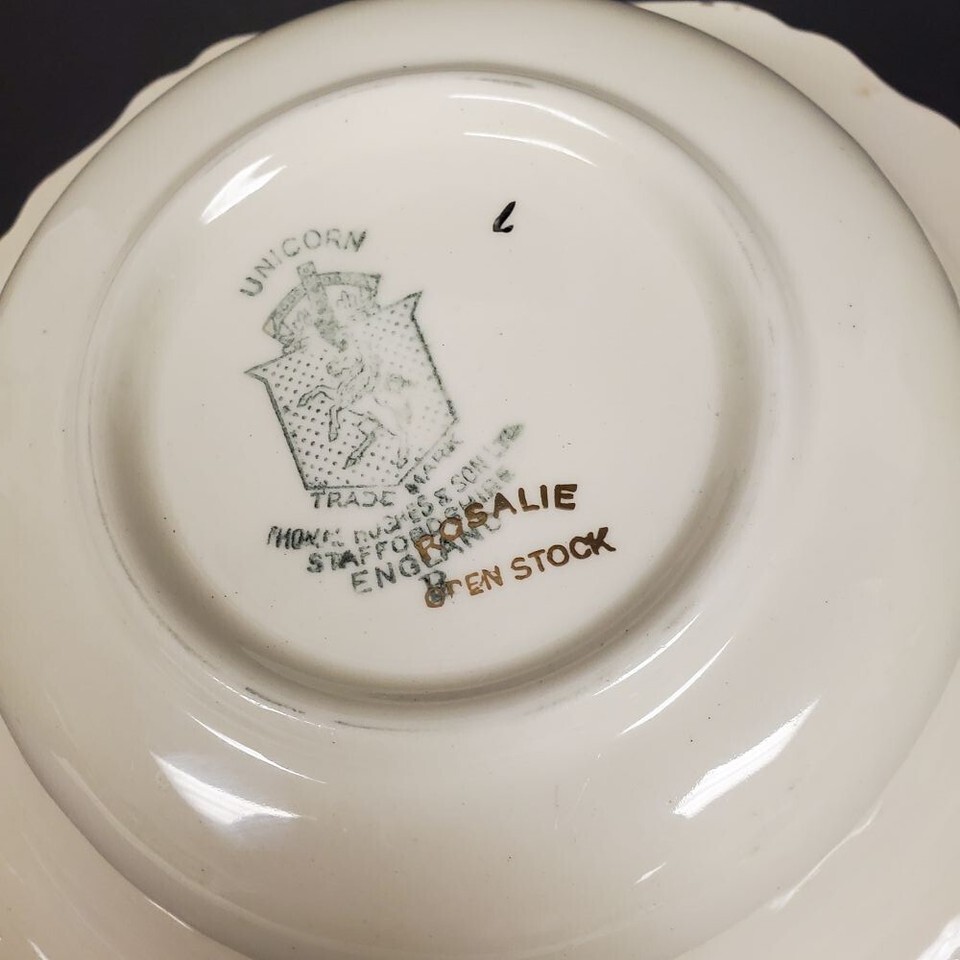 UNICORN
TRADE MARK
THOMAS HUGHES & SON LTD
STAFFORDSHIRE
ENGLAND
ROSALIE
OPEN STOCK